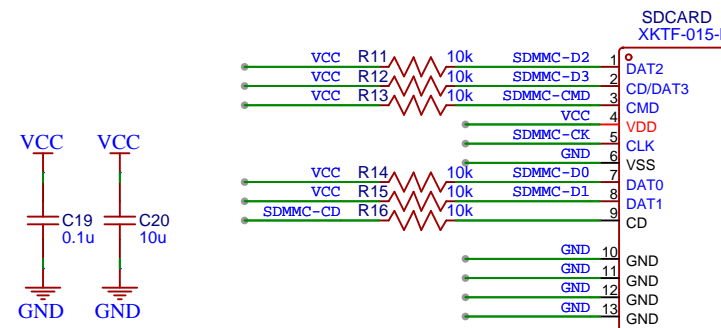 SDCARD
XKTF-015-
VCC R11 10k SDMMC-D2 1 DAT2
VCC R12 10k SDMMC-D3 2 CD/DAT3
VCC R13 10k SDMMC-CMD 3 CMD
VCC 4 VDD
SDMMC-CK 5 CLK
GND 6 VSS
VCC R14 10k SDMMC-D0 7 DAT0
VCC R15 10k SDMMC-D1 8 DAT1
SDMMC-CD R16 10k 9 CD
GND 10 GND
GND 11 GND
GND 12 GND
GND 13 GND
VCC VCC
C19 C20
0.1u 10u
GND GND